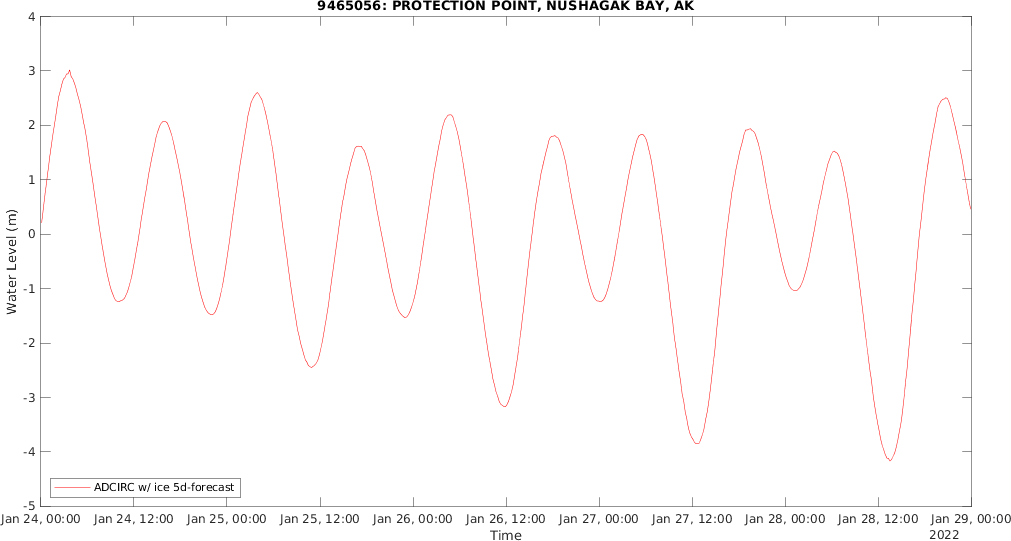 9465056: PROTECTION POINT, NUSHAGAK BAY, AK
4
3
2
1
0
-1
-2
-3
-4
-5
Water Level (m)
ADCIRC w/ ice 5d-forecast
Jan 24, 00:00 Jan 24, 12:00 Jan 25, 00:00 Jan 25, 12:00 Jan 26, 00:00 Jan 26, 12:00 Jan 27, 00:00 Jan 27, 12:00 Jan 28, 00:00 Jan 28, 12:00 Jan 29, 00:00
Time
2022